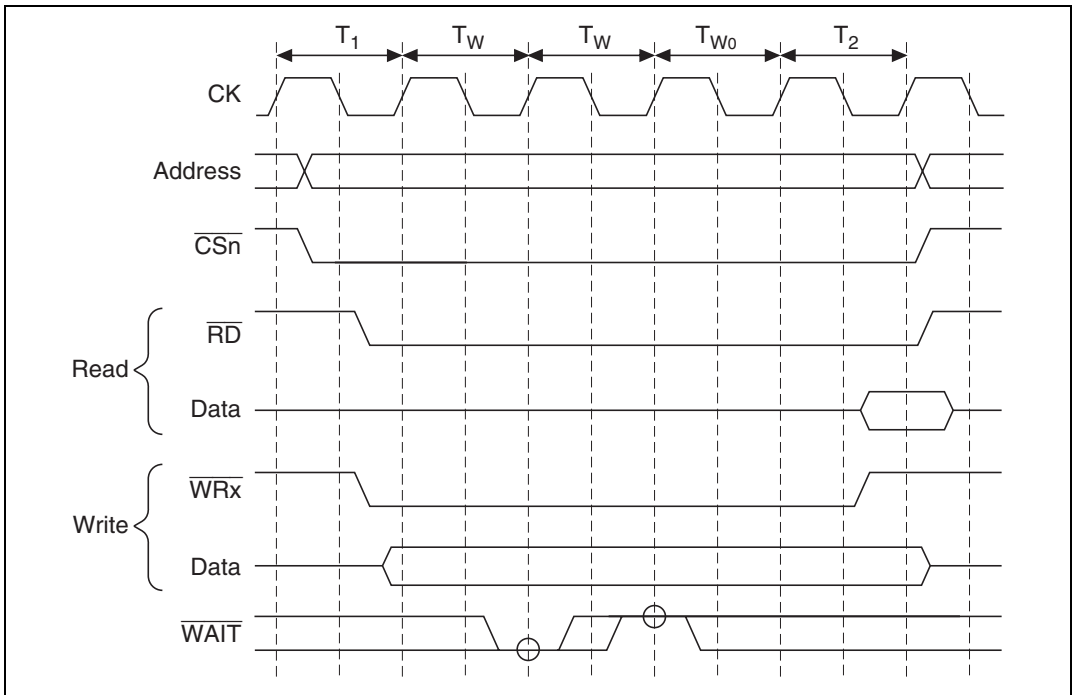 T1 TW TW TW0 T2
CK
Address
CSn
RD
Read
Data
WRx
Write
Data
WAIT